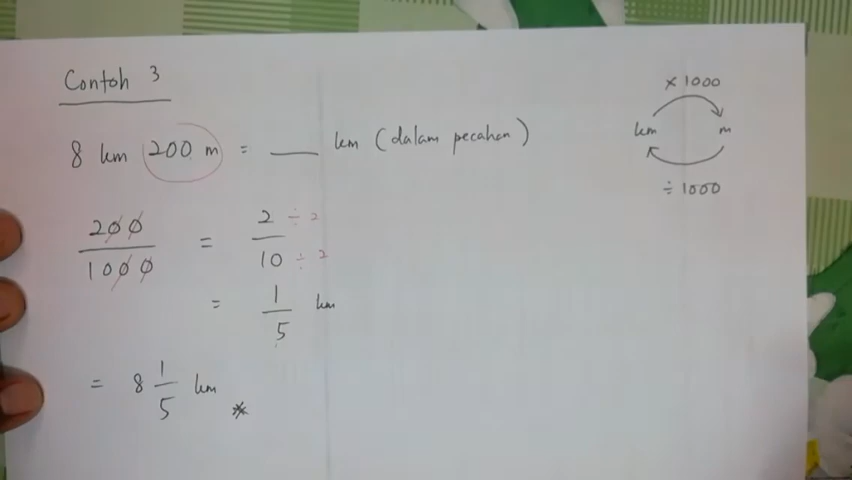 Contoh 3
8 km 200 m = ___ km (dalam pecahan)
200/1000 = 2/10 ÷ 2 ÷ 2
= 1/5 km
= 8 1/5 km *
× 1000
km m
÷ 1000